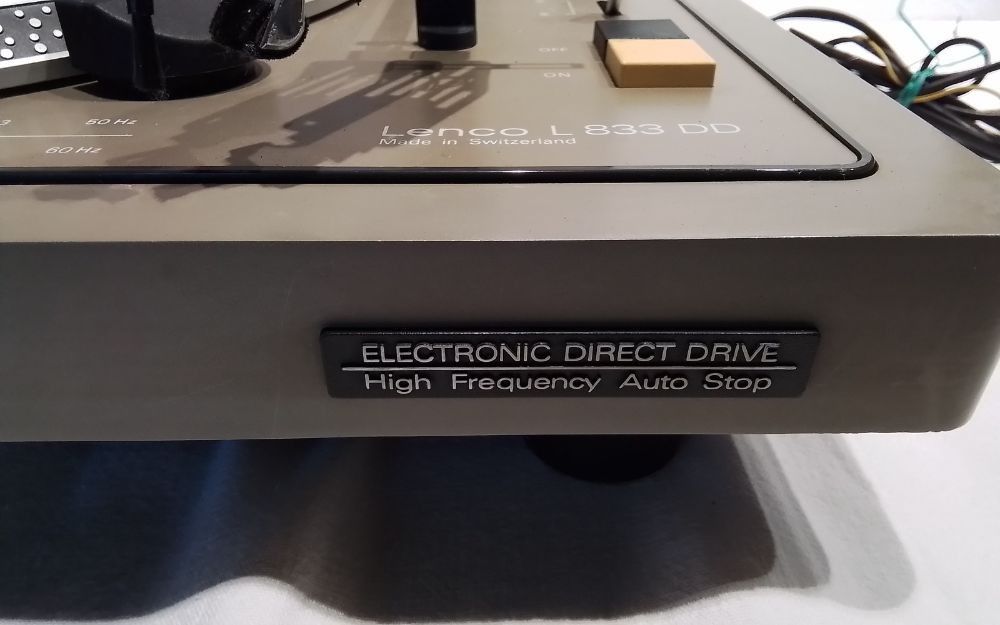 OFF
ON
3 50 Hz
60 Hz
Lenco L 833 DD
Made in Switzerland
ELECTRONIC DIRECT DRIVE
High Frequency Auto Stop